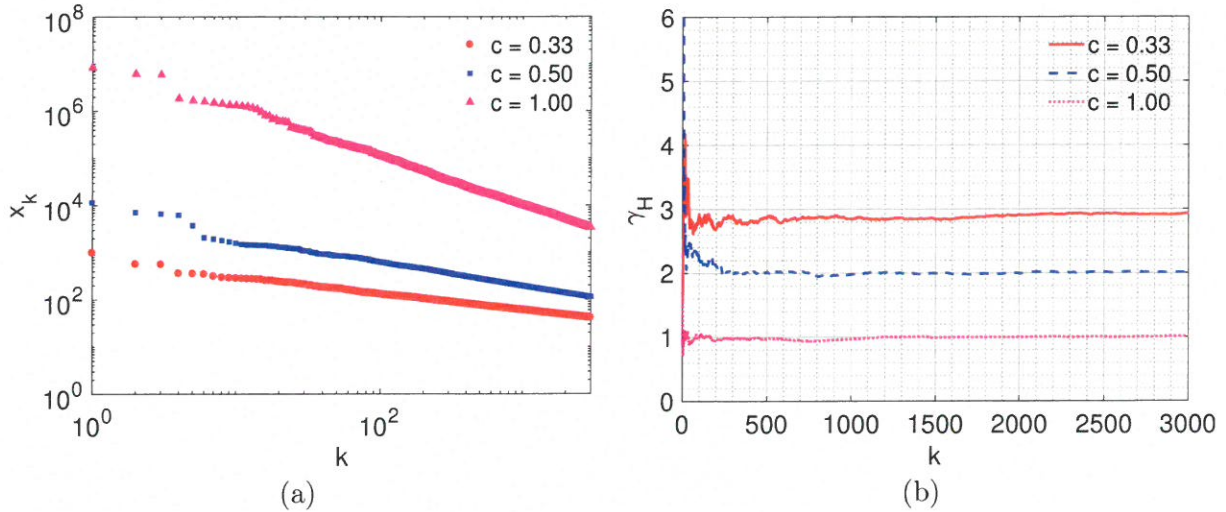 10^8
10^6
10^4
10^2
10^0
x_k
c = 0.33
c = 0.50
c = 1.00
10^0
10^2
k
(a)
6
5
4
3
2
1
0
γ_H
c = 0.33
c = 0.50
c = 1.00
0 500 1000 1500 2000 2500 3000
k
(b)